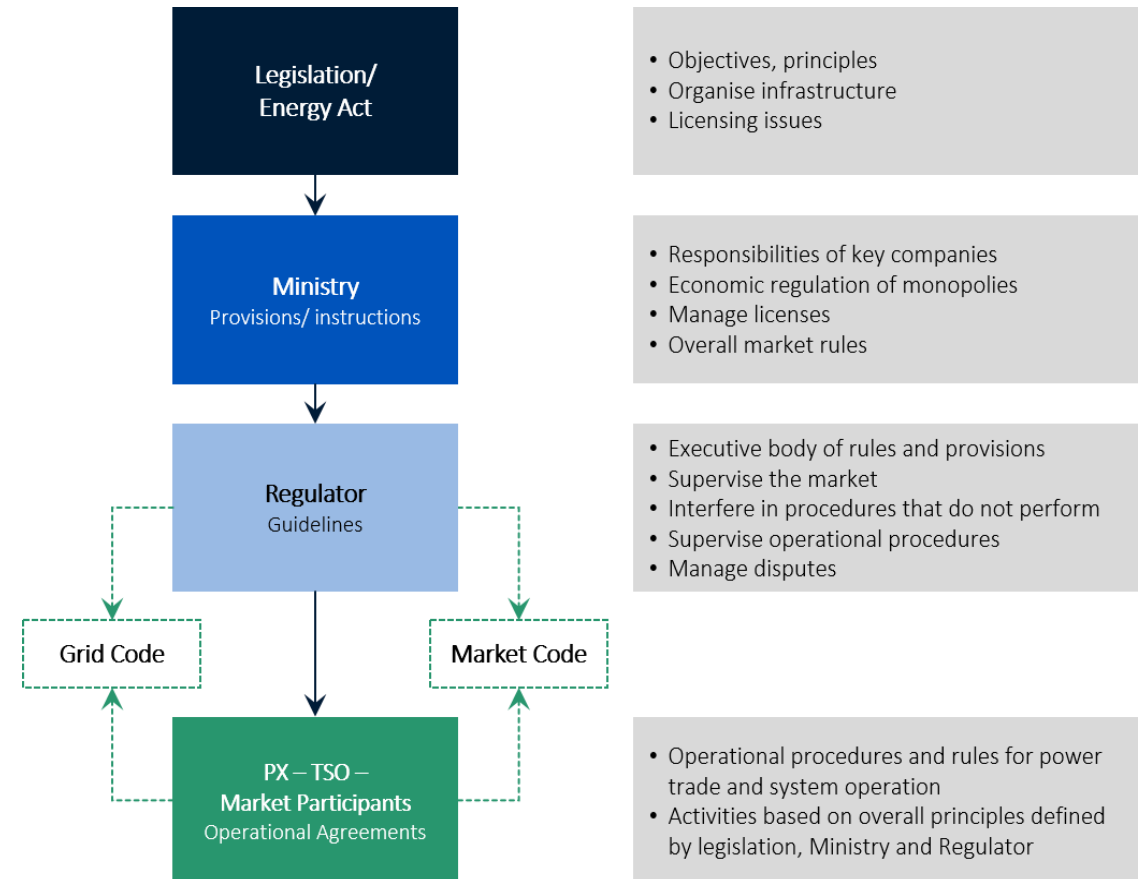 Legislation/
Energy Act
• Objectives, principles
• Organise infrastructure
• Licensing issues
Ministry
Provisions/ instructions
• Responsibilities of key companies
• Economic regulation of monopolies
• Manage licenses
• Overall market rules
Regulator
Guidelines
• Executive body of rules and provisions
• Supervise the market
• Interfere in procedures that do not perform
• Supervise operational procedures
• Manage disputes
Grid Code
Market Code
PX – TSO –
Market Participants
Operational Agreements
• Operational procedures and rules for power
trade and system operation
• Activities based on overall principles defined
by legislation, Ministry and Regulator